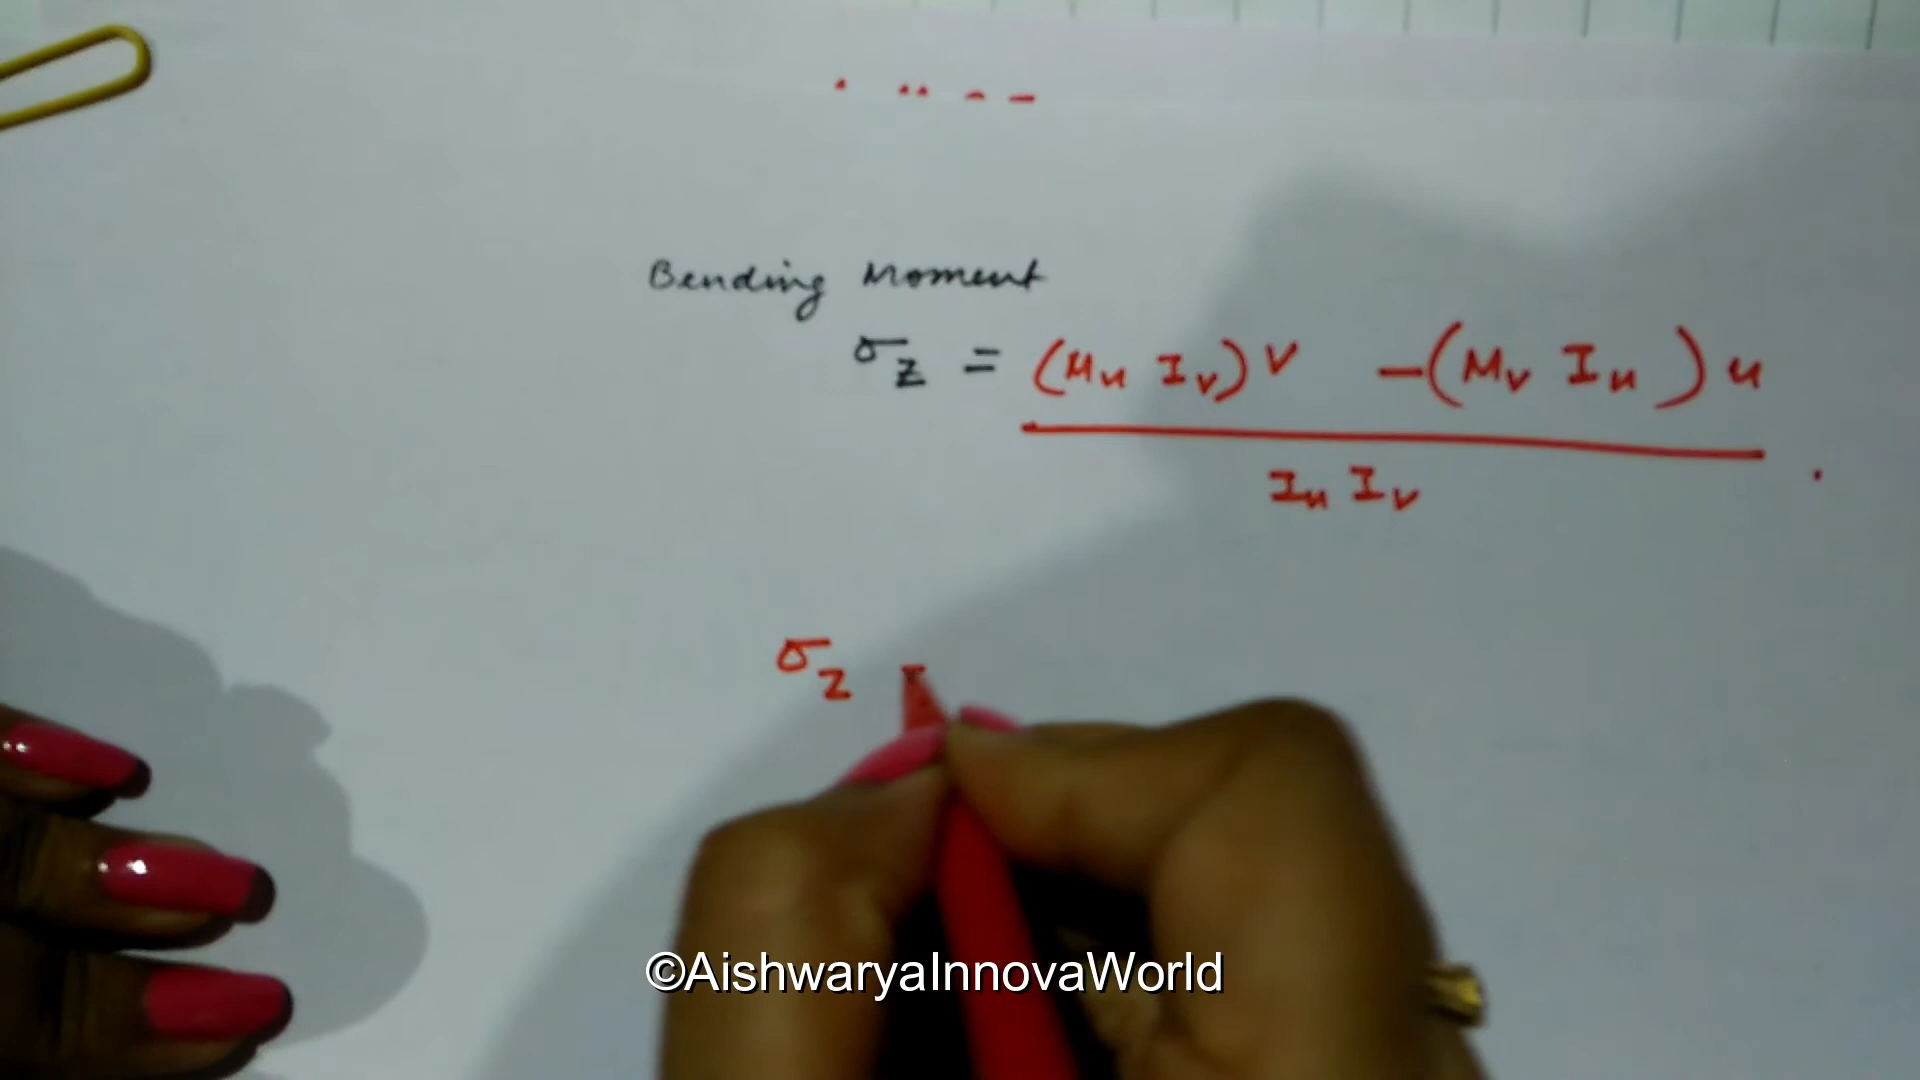 Bending Moment
σz = (Mu Iv) v - (Mv Iu) u
Iu Iv .
σz
©AishwaryaInnovaWorld